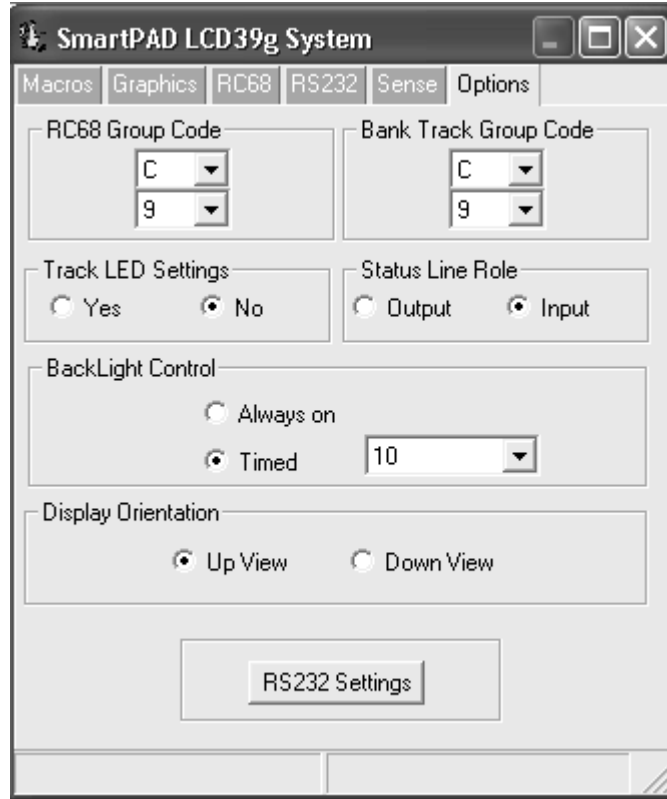 SmartPAD LCD39g System
Macros Graphics RC68 RS232 Sense Options
RC68 Group Code
C
9
Bank Track Group Code
C
9
Track LED Settings
Yes No
Status Line Role
Output Input
BackLight Control
Always on
Timed 10
Display Orientation
Up View Down View
RS232 Settings